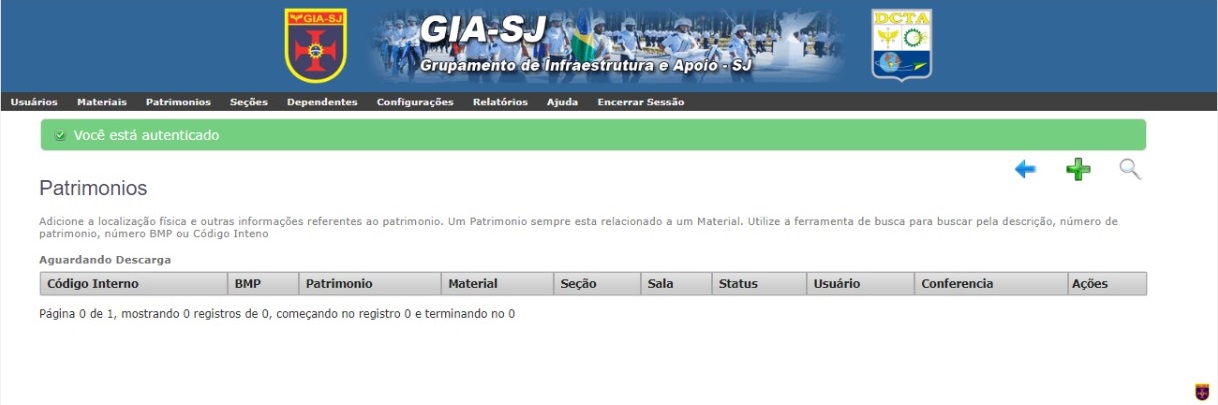 GIA-SJ
GIA-SJ
Grupamento de Infraestrutura e Apoio - SJ
DCTA
Usuários Materiais Patrimonios Seções Dependentes Configurações Relatórios Ajuda Encerrar Sessão
Você está autenticado
Patrimonios
Adicione a localização física e outras informações referentes ao patrimonio. Um Patrimonio sempre esta relacionado a um Material. Utilize a ferramenta de busca para buscar pela descrição, número de
patrimonio, número BMP ou Código Inteno
Aguardando Descarga
Código Interno BMP Patrimonio Material Seção Sala Status Usuário Conferencia Ações
Página 0 de 1, mostrando 0 registros de 0, começando no registro 0 e terminando no 0